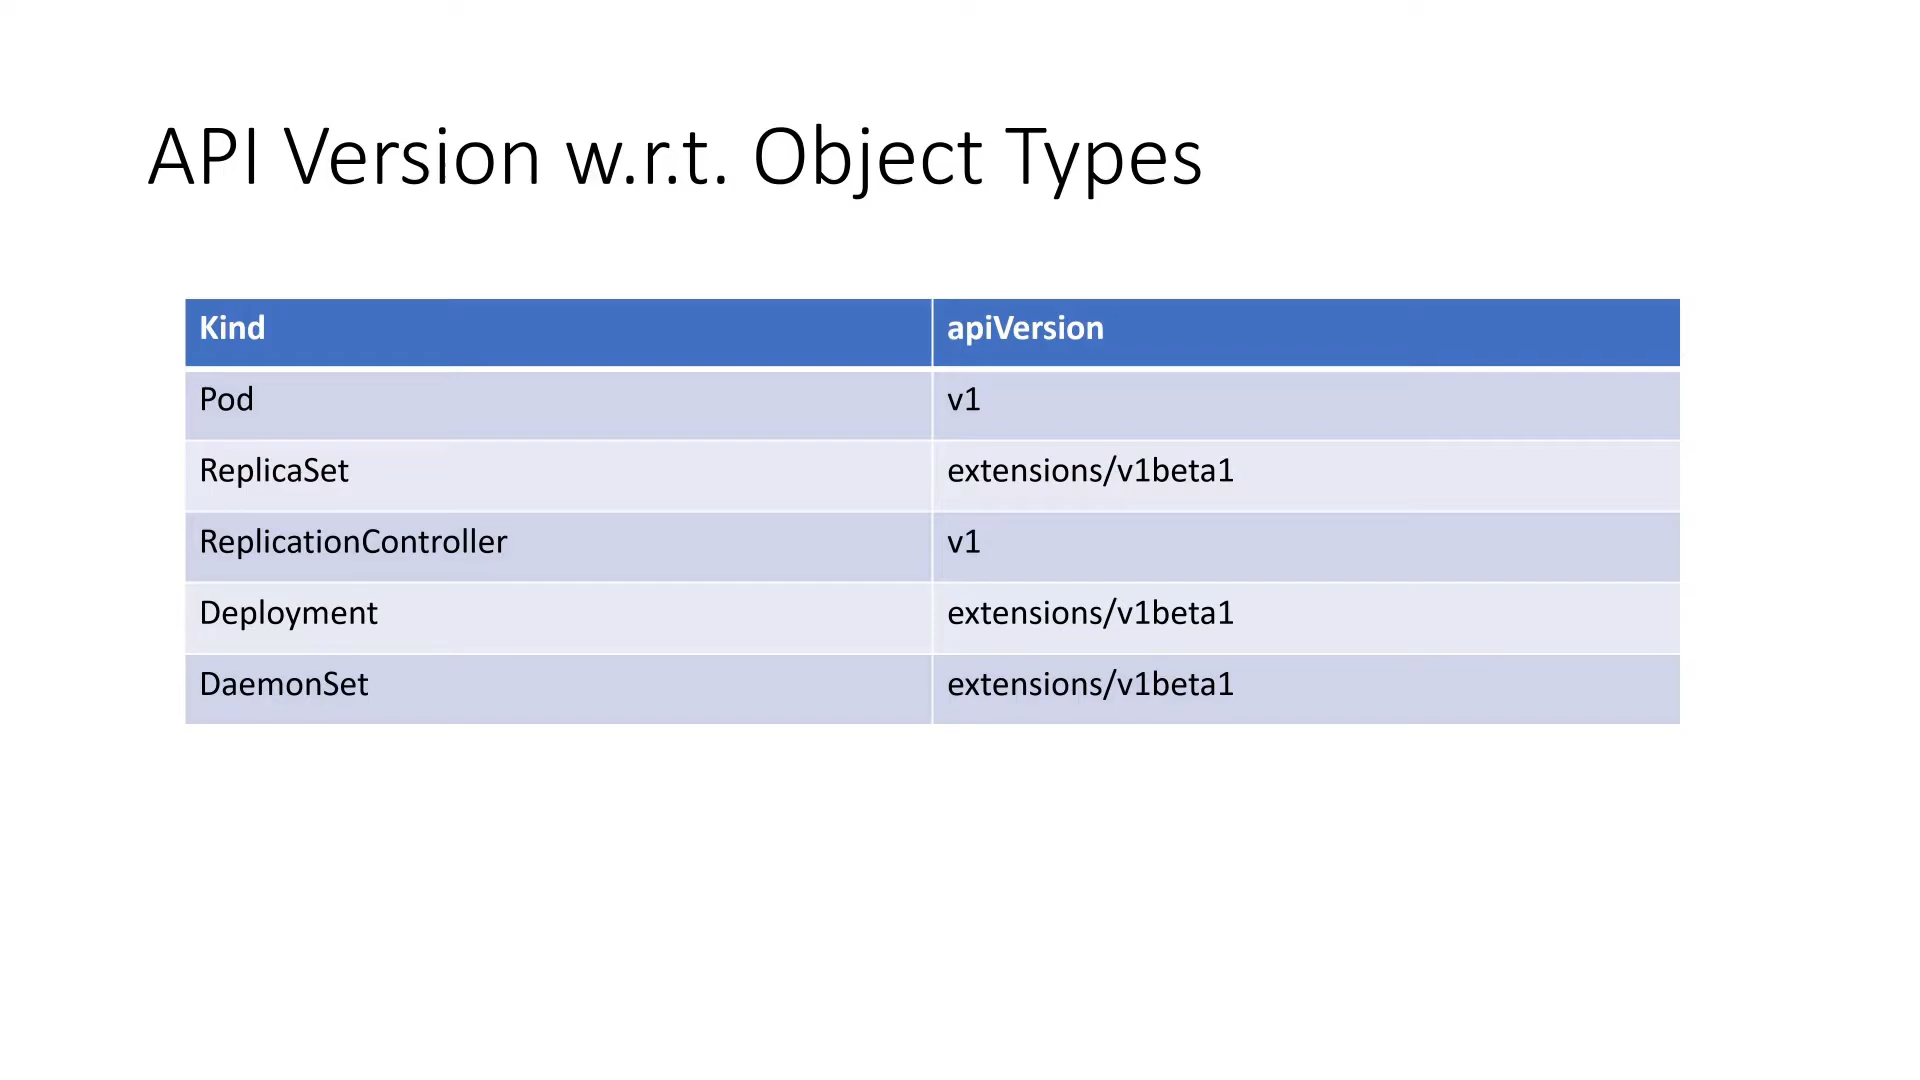 API Version w.r.t. Object Types
Kind apiVersion
Pod v1
ReplicaSet extensions/v1beta1
ReplicationController v1
Deployment extensions/v1beta1
DaemonSet extensions/v1beta1